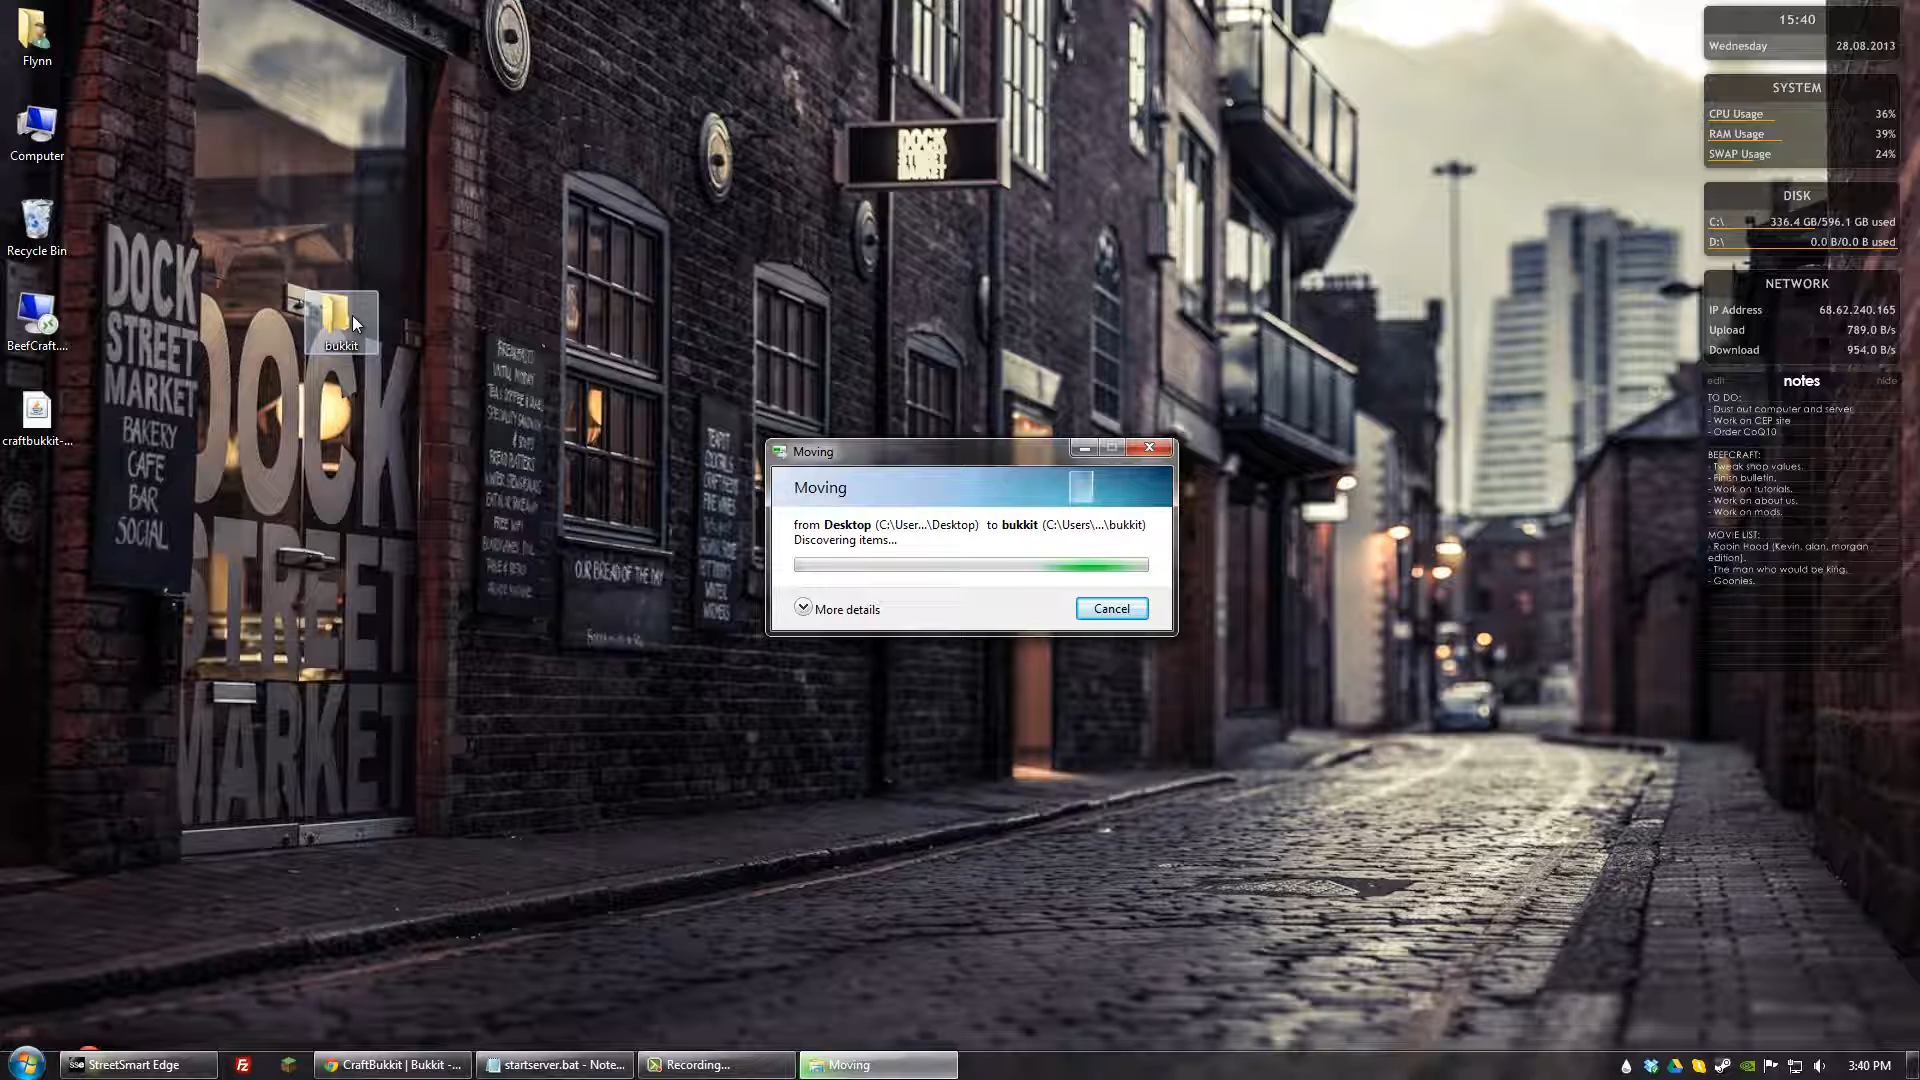 Flynn
Computer
Recycle Bin
BeefCraft....
craftbukkit-...
bukkit
DOCK
STREET
MARKET
BAKERY
CAFE
BAR
SOCIAL
DOCK
STREET
MARKET
DOCK
STREET
MARKET
OUR BREAD OF THE DAY
Moving
Moving
from Desktop (C:\User...\Desktop) to bukkit (C:\Users\...\bukkit)
Discovering items...
More details
Cancel
15:40
Wednesday 28.08.2013
SYSTEM
CPU Usage 36%
RAM Usage 39%
SWAP Usage 24%
DISK
C:\ 336.4 GB/596.1 GB used
D:\ 0.0 B/0.0 B used
NETWORK
IP Address 68.62.240.165
Upload 789.0 B/s
Download 954.0 B/s
edit notes hide
TO DO:
- Dust out computer and server
- Work on CEP site
- Order CoQ10
BEEFCRAFT:
- Tweak shop values.
- Finish bulletin.
- Work on tutorials.
- Work on about us.
- Work on mods.
MOVIE LIST:
- Robin Hood (Kevin, alan, morgan
edition).
- The man who would be king.
- Goonies.
SSE StreetSmart Edge
CraftBukkit | Bukkit -...
startserver.bat - Note...
Recording...
Moving
3:40 PM